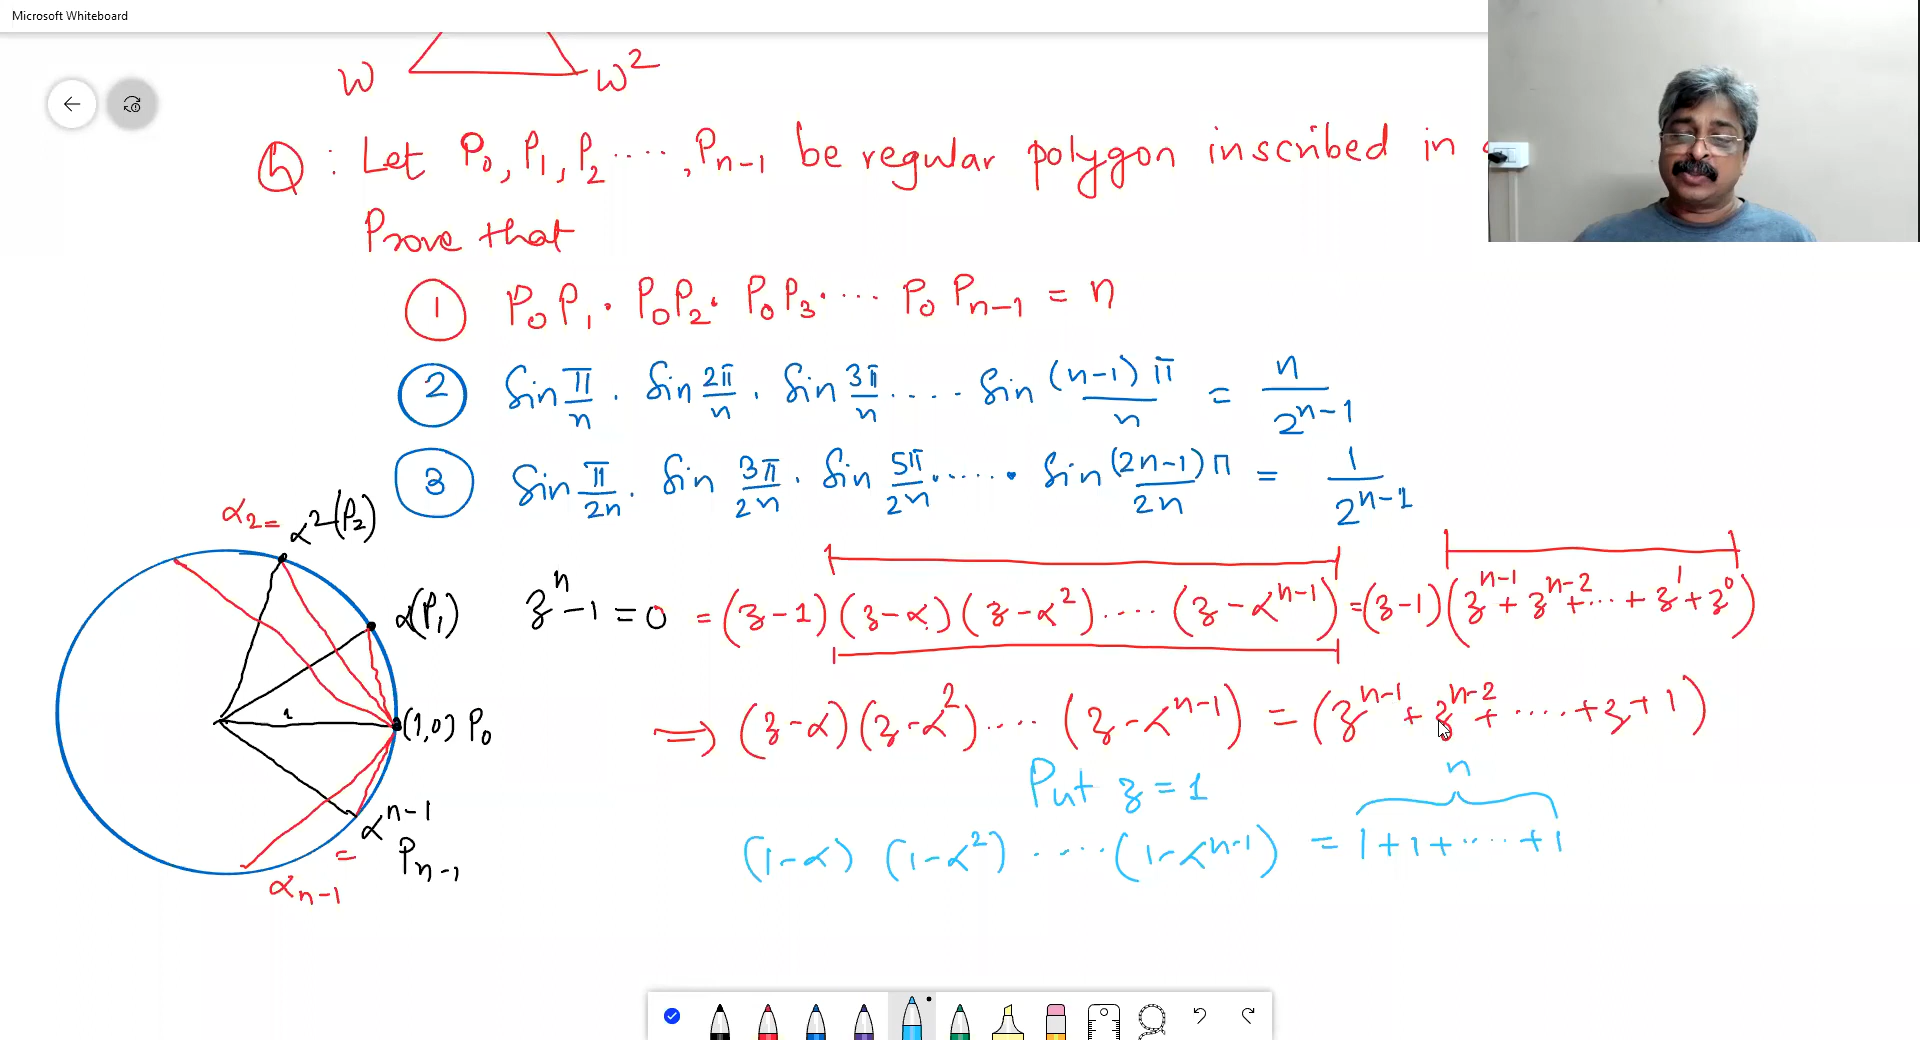 Microsoft Whiteboard
W W²
Q : Let P₀, P₁, P₂ ....., Pₙ₋₁ be regular polygon inscribed in
Prove that
① P₀P₁ . P₀P₂ . P₀P₃ . ... P₀Pₙ₋₁ = n
② Sin π/n . Sin 2π/n . Sin 3π/n .... Sin (n-1)π/n = n/2ⁿ⁻¹
③ Sin π/2n . Sin 3π/2n . Sin 5π/2n ...... Sin (2n-1)π/2n = 1/2ⁿ⁻¹
α₂ = α²(P₂)
α(P₁)
zⁿ-1 = 0 = (z-1)(z-α)(z-α²)....(z-αⁿ⁻¹) = (z-1)(zⁿ⁻¹+zⁿ⁻²+...+z¹+z⁰)
1 (1,0) P₀
⇒ (z-α)(z-α²)....(z-αⁿ⁻¹) = (zⁿ⁻¹+zⁿ⁻²+.....+z+1)
Put z = 1
n
αⁿ⁻¹
=
Pₙ₋₁
αₙ₋₁
(1-α) (1-α²) .....(1-αⁿ⁻¹) = 1+1+.....+1